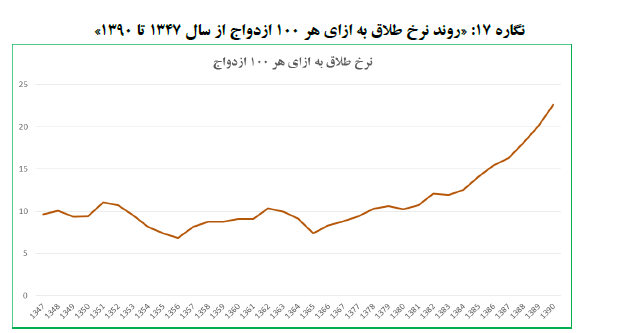 نگاره ۱۷: «روند نرخ طلاق به ازای هر ۱۰۰ ازدواج از سال ۱۳۴۷ تا ۱۳۹۰»
نرخ طلاق به ازای هر ۱۰۰ ازدواج
25
20
15
10
5
0
1347 1348 1349 1350 1351 1352 1353 1354 1355 1356 1357 1358 1359 1360 1361 1362 1363 1364 1365 1366 1367 1377 1378 1379 1380 1381 1382 1383 1384 1385 1386 1387 1388 1389 1390